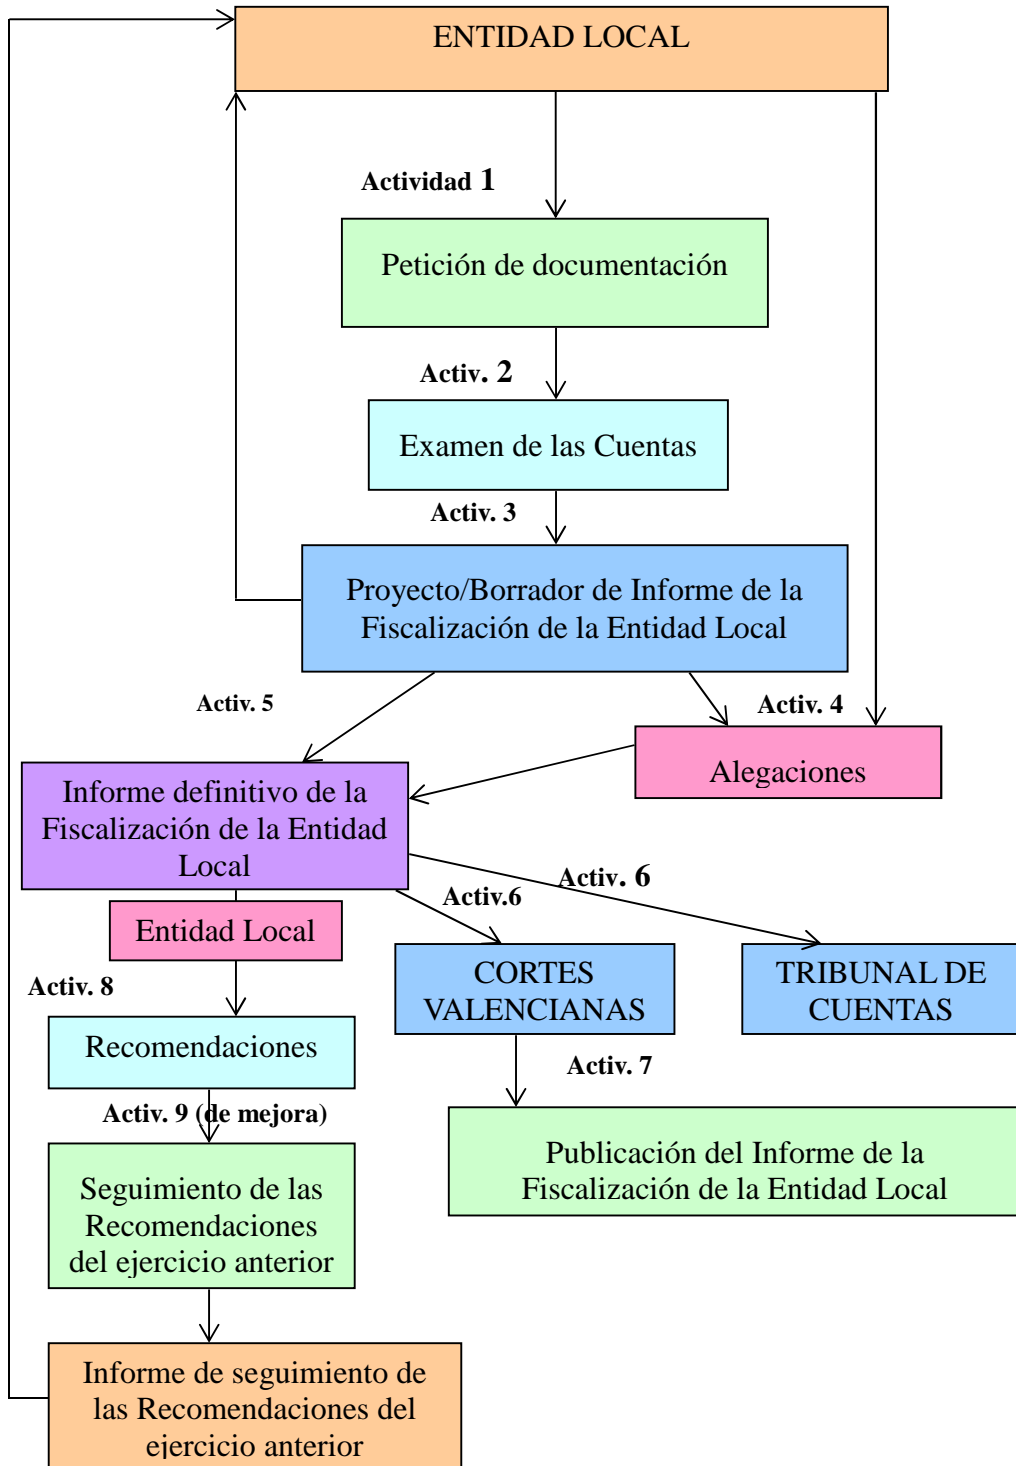 ENTIDAD LOCAL
Actividad 1
Petición de documentación
Activ. 2
Examen de las Cuentas
Activ. 3
Proyecto/Borrador de Informe de la
Fiscalización de la Entidad Local
Activ. 5
Activ. 4
Alegaciones
Informe definitivo de la
Fiscalización de la Entidad
Local
Activ. 6
Activ.6
Entidad Local
CORTES
VALENCIANAS
TRIBUNAL DE
CUENTAS
Activ. 8
Recomendaciones
Activ. 7
Activ. 9 (de mejora)
Publicación del Informe de la
Fiscalización de la Entidad Local
Seguimiento de las
Recomendaciones
del ejercicio anterior
Informe de seguimiento de
las Recomendaciones del
ejercicio anterior